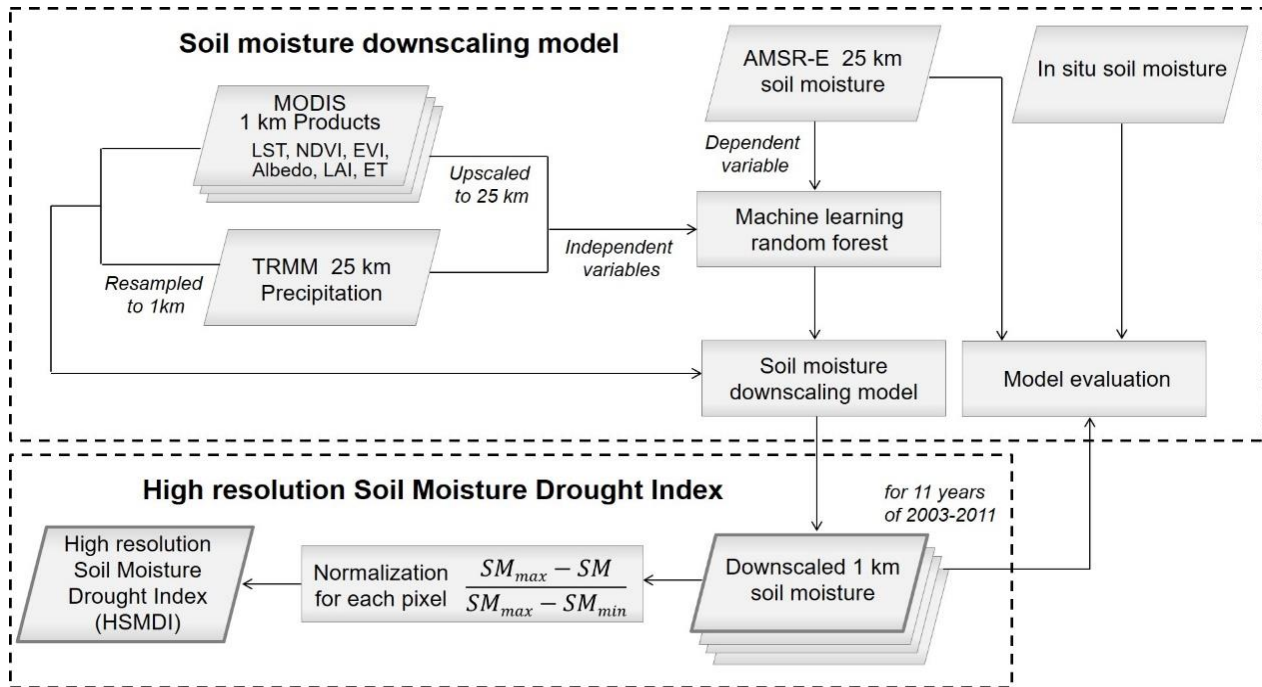 Soil moisture downscaling model
AMSR-E 25 km
soil moisture
In situ soil moisture
MODIS
1 km Products
LST, NDVI, EVI,
Albedo, LAI, ET
Upscaled
to 25 km
Dependent
variable
Machine learning
random forest
Independent
variables
TRMM 25 km
Precipitation
Resampled
to 1km
Soil moisture
downscaling model
Model evaluation
High resolution Soil Moisture Drought Index
for 11 years
of 2003-2011
High resolution
Soil Moisture
Drought Index
(HSMDI)
Normalization
for each pixel
SM_max − SM
SM_max − SM_min
Downscaled 1 km
soil moisture